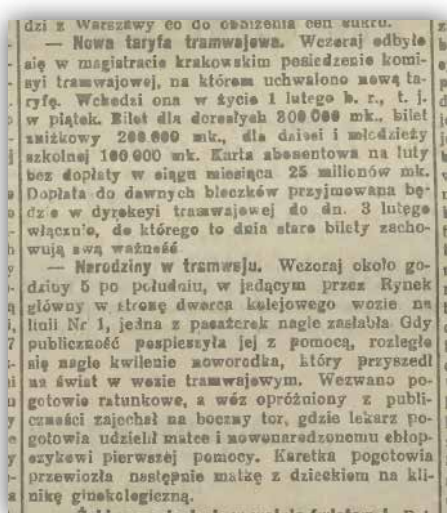 dzi z Warszawy co do obniżenia cen cukru.
— Nowa taryfa tramwajowa. Wczoraj odbyło
się w magistracie krakowskim posiedzenie komi-
syi tramwajowej, na którem uchwalono nową ta-
ryfę. Wchodzi ona w życie 1 lutego b. r., t. j.
w piątek. Bilet dla dorosłych 300.000 mk., bilet
zniżkowy 200.000 mk., dla dzieci i młodzieży
szkolnej 100 000 mk. Karta abonentowa na luty
bez dopłaty w ciągu miesiąca 25 milionów mk.
Dopłata do dawnych bloczków przyjmowana bę-
dzie w dyrekcyi tramwajowej do dn. 3 lutego
włącznie, do którego to dnia stare bilety zacho-
wują swą ważność
— Narodziny w tramwaju. Wczoraj około go-
dziny 5 po południu, w jadącym przez Rynek
główny w stronę dworca kolejowego wozie na
linii Nr 1, jedna z pasażerek nagle zasłabła Gdy
publiczność pospieszyła jej z pomocą, rozległo
się nagle kwilenie noworodka, który przyszedł
na świat w wozie tramwajowym. Wezwano po-
gotowie ratunkowe, a wóz opróżniony z publi-
czności zajechał na boczny tor, gdzie lekarz po-
gotowia udzielił matce i nowonarodzonemu chłop-
czykowi pierwszej pomocy. Karetka pogotowia
przewiozła następnie matkę z dzieckiem na kli-
nikę ginekologiczną.